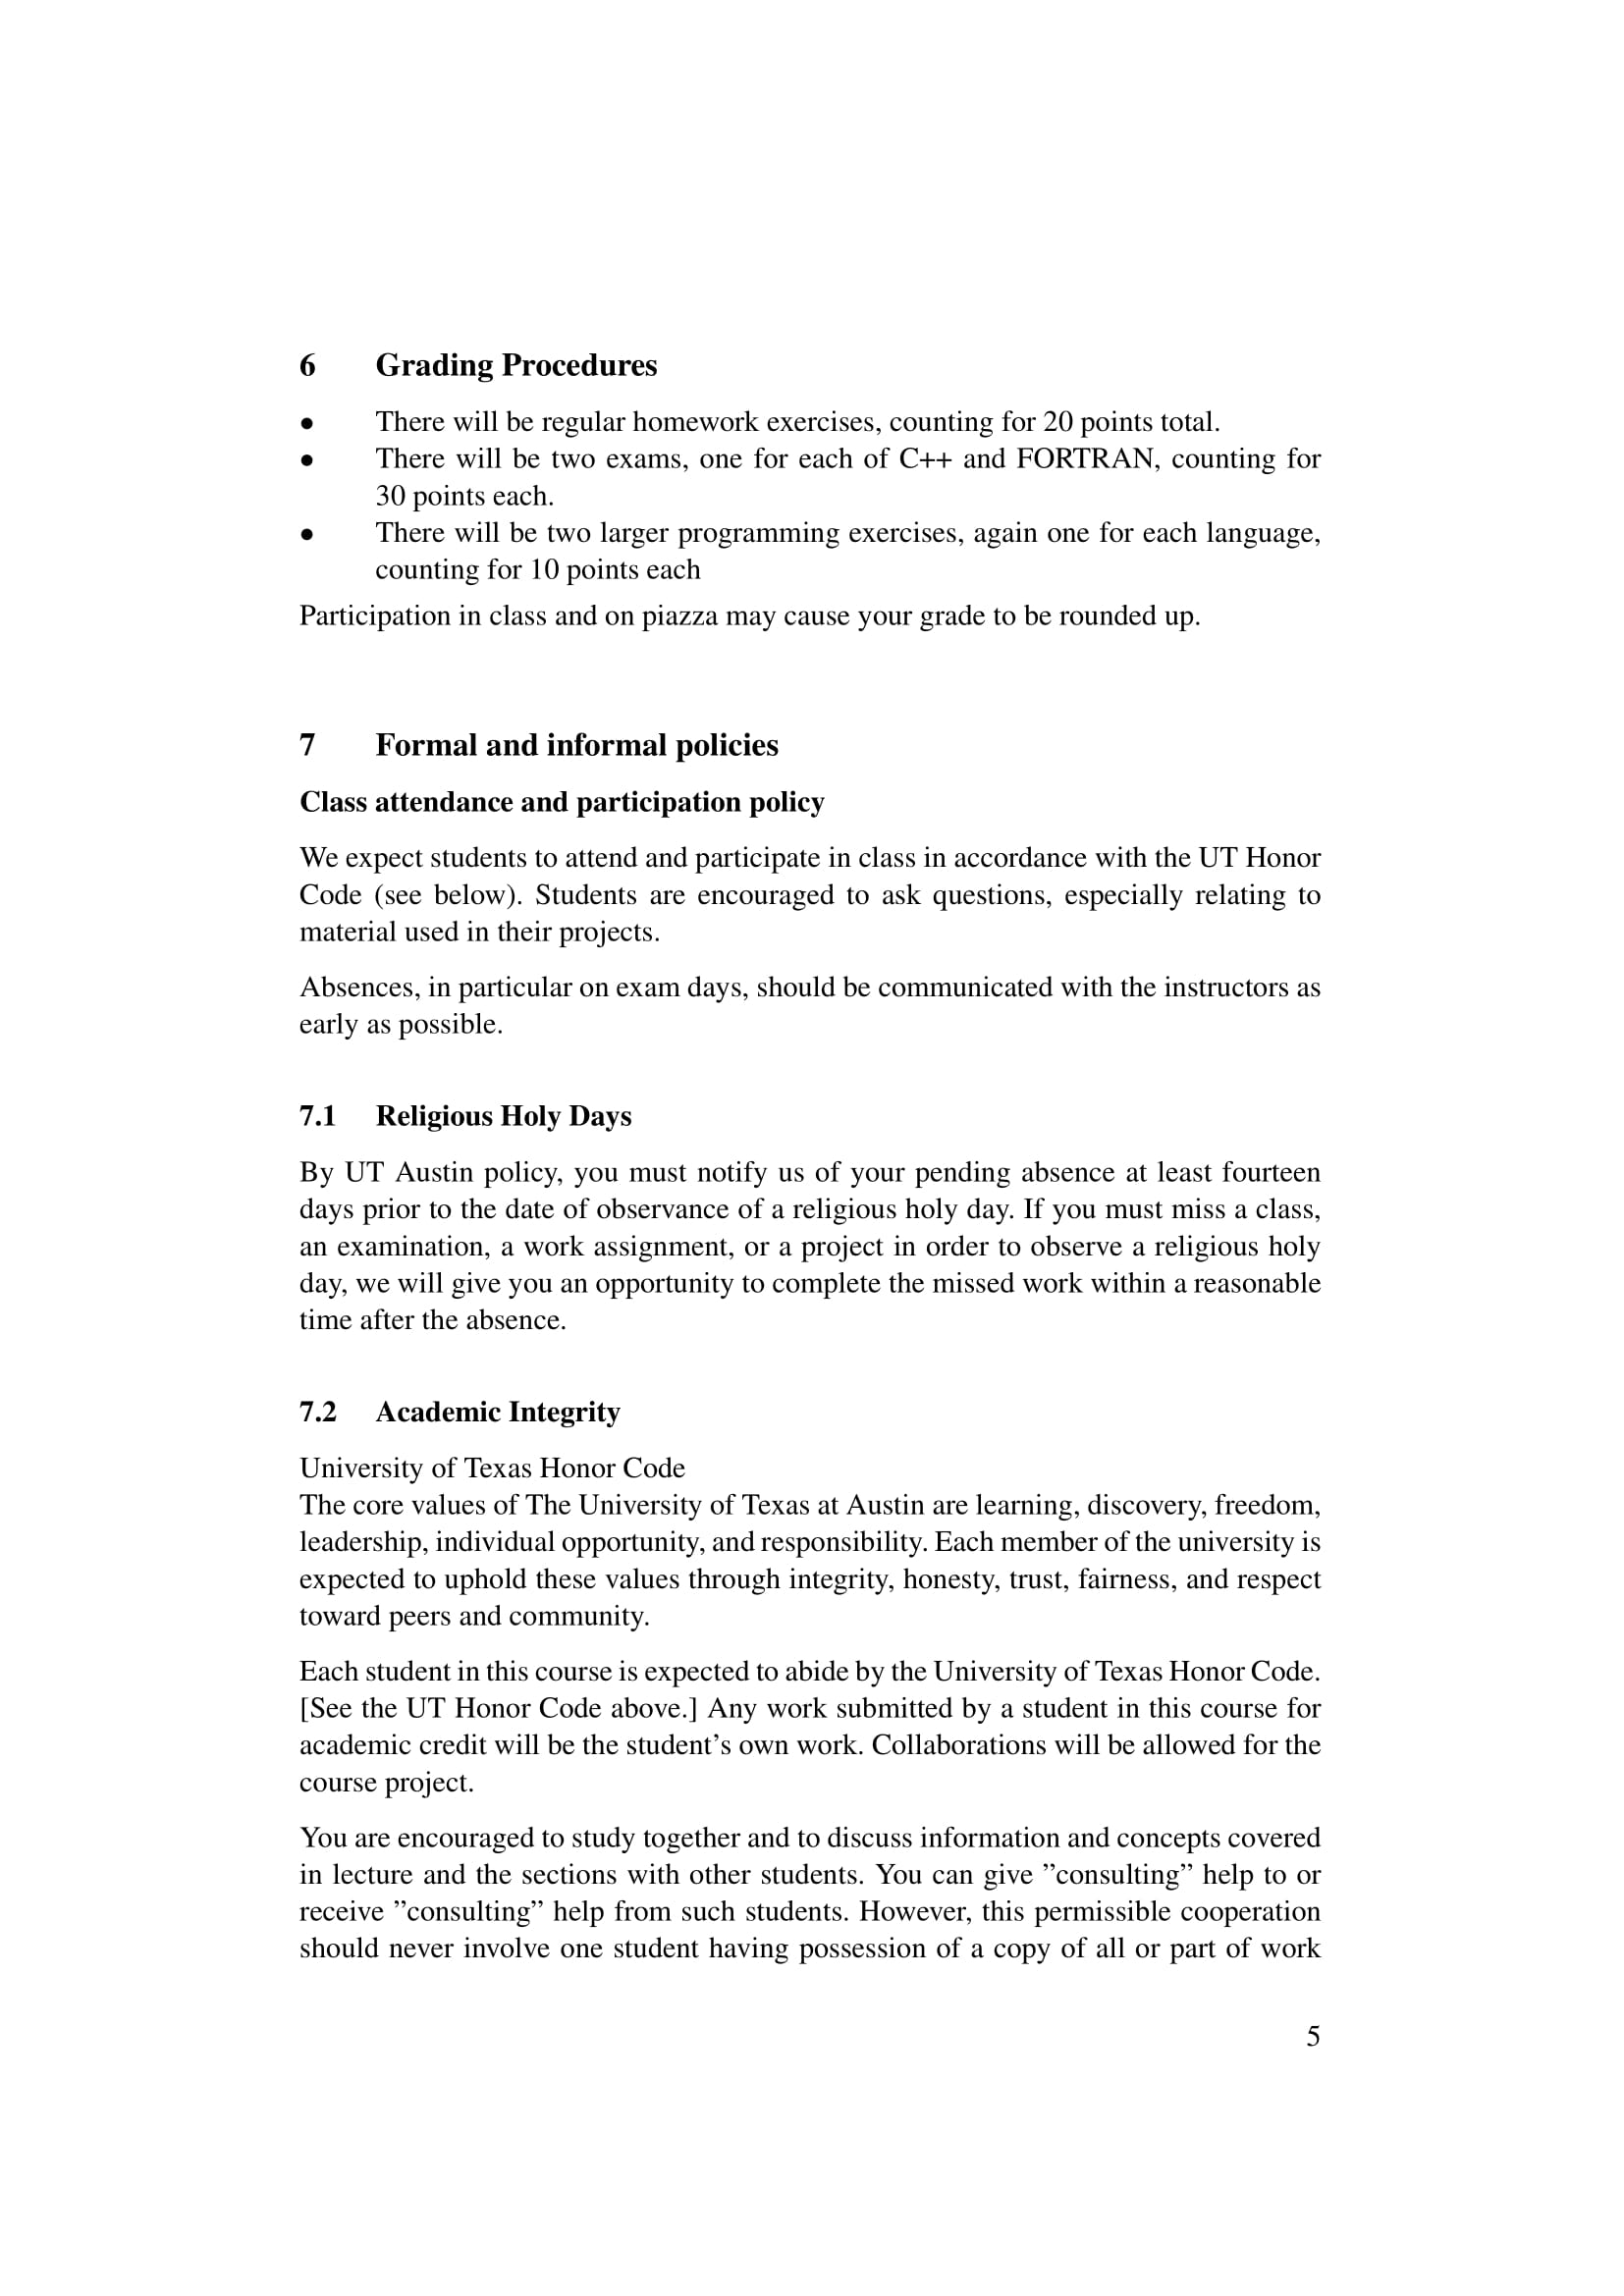 6 Grading Procedures
• There will be regular homework exercises, counting for 20 points total.
• There will be two exams, one for each of C++ and FORTRAN, counting for
30 points each.
• There will be two larger programming exercises, again one for each language,
counting for 10 points each
Participation in class and on piazza may cause your grade to be rounded up.
7 Formal and informal policies
Class attendance and participation policy
We expect students to attend and participate in class in accordance with the UT Honor
Code (see below). Students are encouraged to ask questions, especially relating to
material used in their projects.
Absences, in particular on exam days, should be communicated with the instructors as
early as possible.
7.1 Religious Holy Days
By UT Austin policy, you must notify us of your pending absence at least fourteen
days prior to the date of observance of a religious holy day. If you must miss a class,
an examination, a work assignment, or a project in order to observe a religious holy
day, we will give you an opportunity to complete the missed work within a reasonable
time after the absence.
7.2 Academic Integrity
University of Texas Honor Code
The core values of The University of Texas at Austin are learning, discovery, freedom,
leadership, individual opportunity, and responsibility. Each member of the university is
expected to uphold these values through integrity, honesty, trust, fairness, and respect
toward peers and community.
Each student in this course is expected to abide by the University of Texas Honor Code.
[See the UT Honor Code above.] Any work submitted by a student in this course for
academic credit will be the student’s own work. Collaborations will be allowed for the
course project.
You are encouraged to study together and to discuss information and concepts covered
in lecture and the sections with other students. You can give ”consulting” help to or
receive ”consulting” help from such students. However, this permissible cooperation
should never involve one student having possession of a copy of all or part of work
5